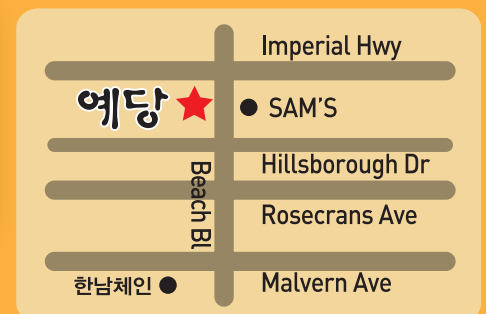 Imperial Hwy
예당
SAM'S
Hillsborough Dr
Beach Bl
Rosecrans Ave
한남체인
Malvern Ave